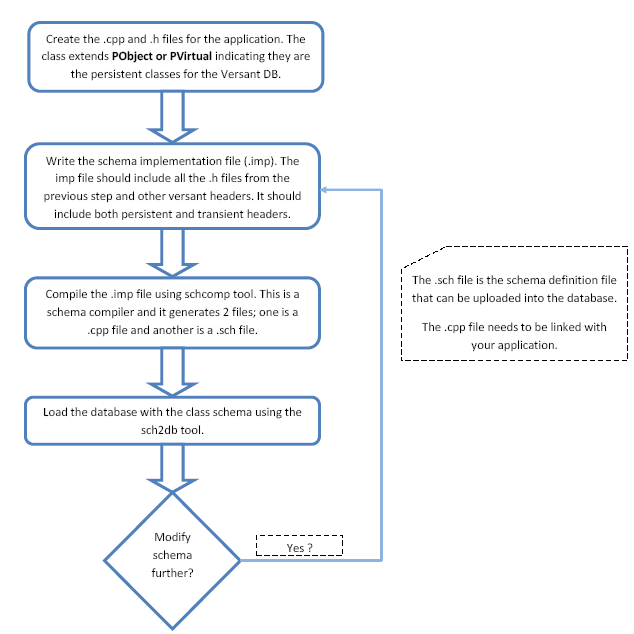 Create the .cpp and .h files for the application. The
class extends PObject or PVirtual indicating they are
the persistent classes for the Versant DB.
Write the schema implementation file (.imp). The
imp file should include all the .h files from the
previous step and other versant headers. It should
include both persistent and transient headers.
Compile the .imp file using schcomp tool. This is a
schema compiler and it generates 2 files; one is a
.cpp file and another is a .sch file.
The .sch file is the schema definition file
that can be uploaded into the database.
The .cpp file needs to be linked with
your application.
Load the database with the class schema using the
sch2db tool.
Modify
schema
further?
Yes ?